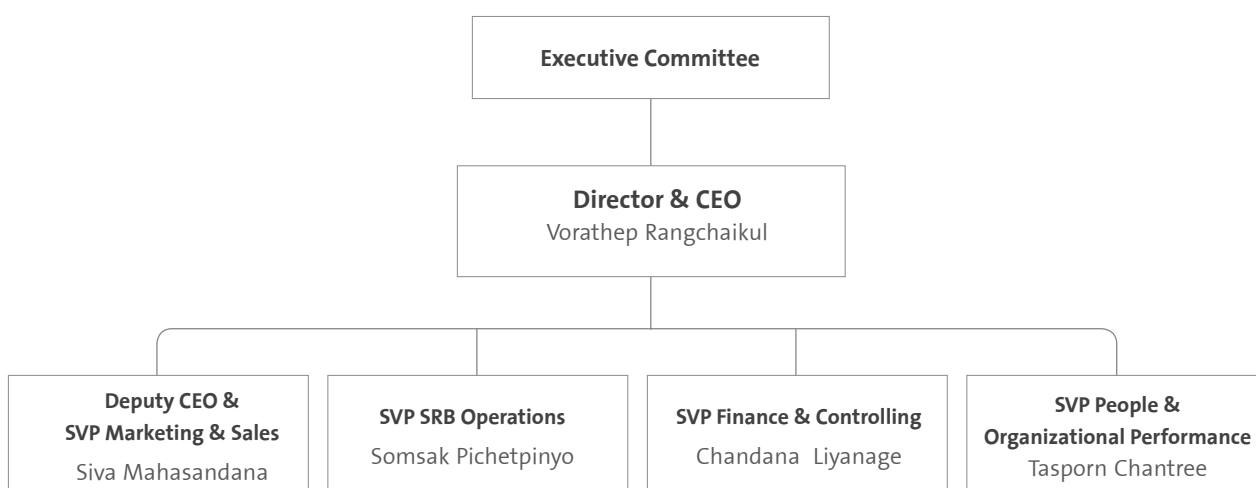 Executive Committee
Director & CEO
Vorathep Rangchaikul
Deputy CEO &
SVP Marketing & Sales
Siva Mahasandana
SVP SRB Operations
Somsak Pichetpinyo
SVP Finance & Controlling
Chandana Liyanage
SVP People &
Organizational Performance
Tasporn Chantree